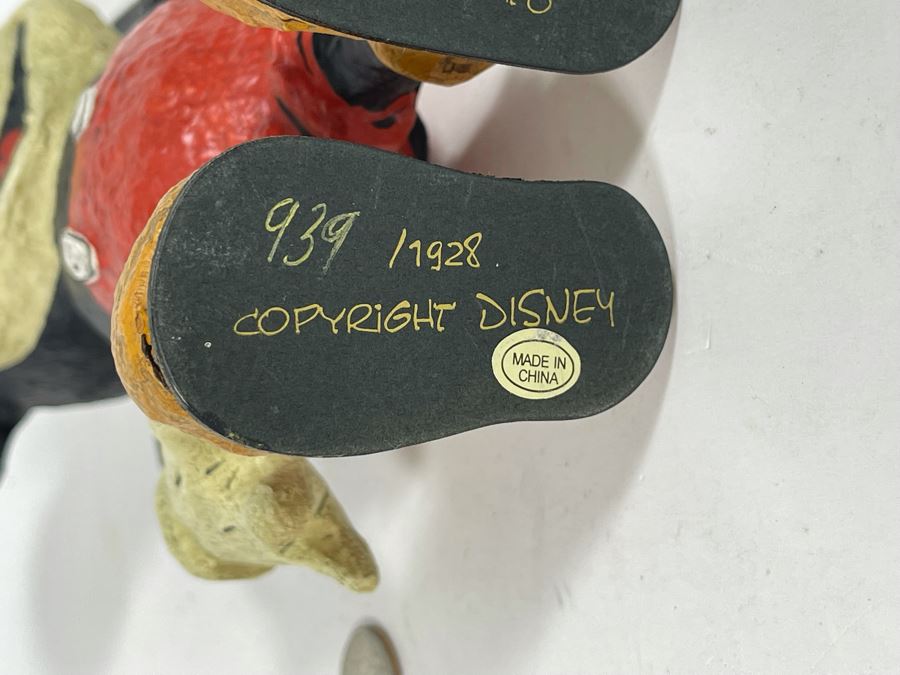 939 /1928.
COPYRIGHT DISNEY
MADE IN
CHINA